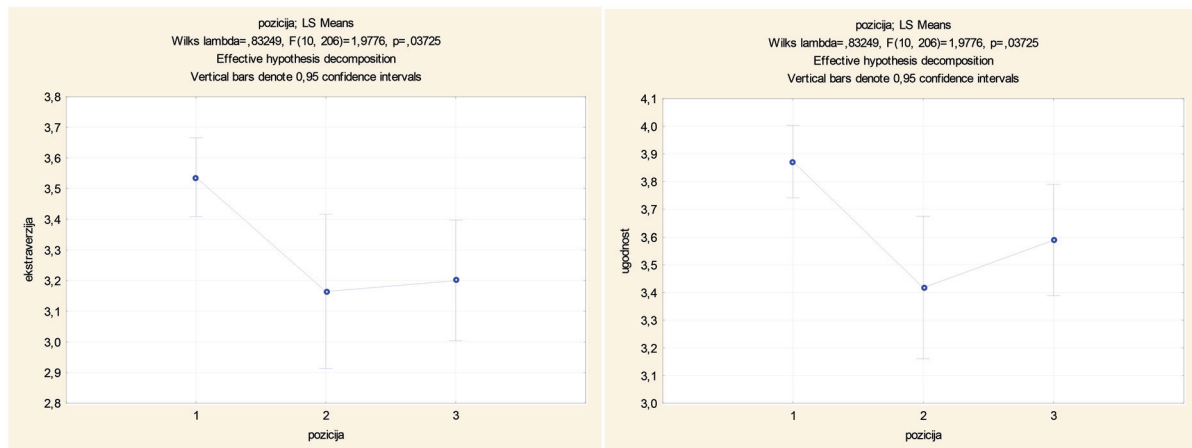 pozicija; LS Means
Wilks lambda=,83249, F(10, 206)=1,9776, p=,03725
Effective hypothesis decomposition
Vertical bars denote 0,95 confidence intervals
3,8
3,7
3,6
3,5
3,4
3,3
3,2
3,1
3,0
2,9
2,8
ekstraverzija
1
2
3
pozicija
pozicija; LS Means
Wilks lambda=,83249, F(10, 206)=1,9776, p=,03725
Effective hypothesis decomposition
Vertical bars denote 0,95 confidence intervals
4,1
4,0
3,9
3,8
3,7
3,6
3,5
3,4
3,3
3,2
3,1
3,0
ugodnost
1
2
3
pozicija